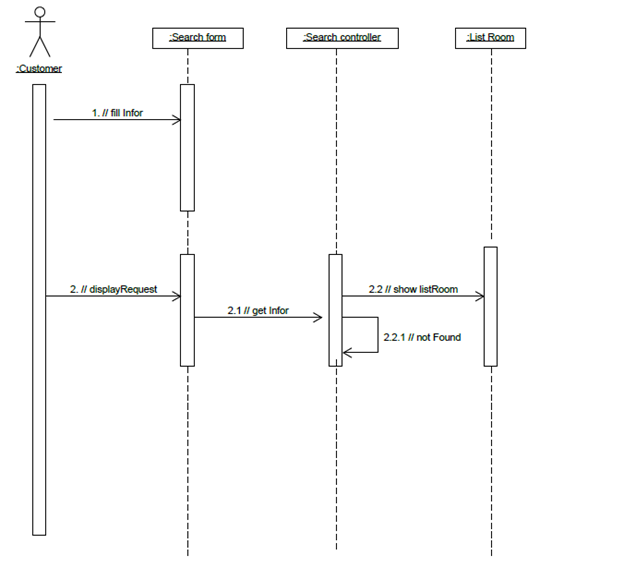 :Search form
:Search controller
:List Room
:Customer
1. // fill Infor
2. // displayRequest
2.2 // show listRoom
2.1 // get Infor
2.2.1 // not Found